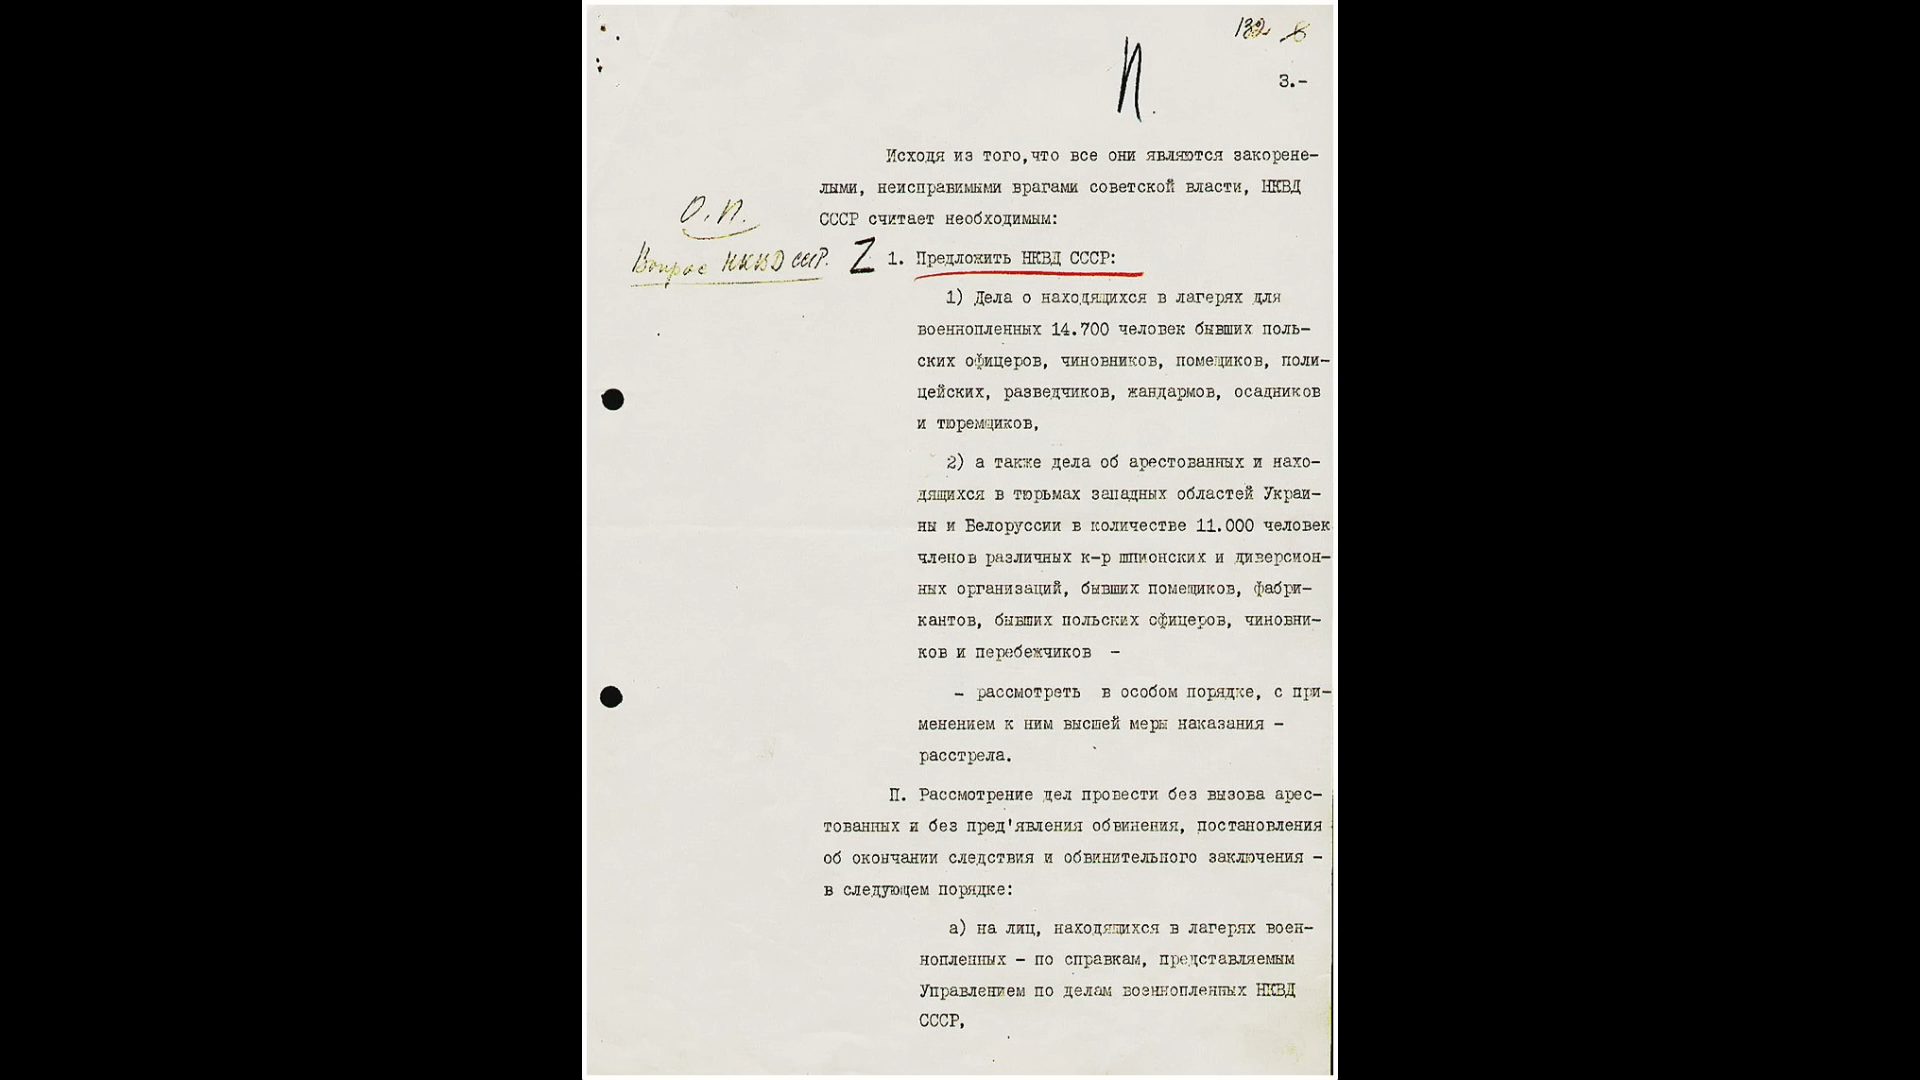 132
3.-
П.
Исходя из того,что все они являются закорене-
лыми, неисправимыми врагами советской власти, НКВД
СССР считает необходимым:
О.П.
Вопрос НКВД СССР.
1. Предложить НКВД СССР:
1) Дела о находящихся в лагерях для
военнопленных 14.700 человек бывших поль-
ских офицеров, чиновников, помещиков, поли-
цейских, разведчиков, жандармов, осадников
и тюремщиков,
2) а также дела об арестованных и нахо-
дящихся в тюрьмах западных областей Украи-
ны и Белоруссии в количестве 11.000 человек
членов различных к-р шпионских и диверсион-
ных организаций, бывших помещиков, фабри-
кантов, бывших польских офицеров, чиновни-
ков и перебежчиков -
- рассмотреть в особом порядке, с при-
менением к ним высшей меры наказания -
расстрела.
П. Рассмотрение дел провести без вызова арес-
тованных и без пред'явления обвинения, постановления
об окончании следствия и обвинительного заключения -
в следующем порядке:
а) на лиц, находящихся в лагерях воен-
нопленных - по справкам, представляемым
Управлением по делам военнопленных НКВД
СССР,